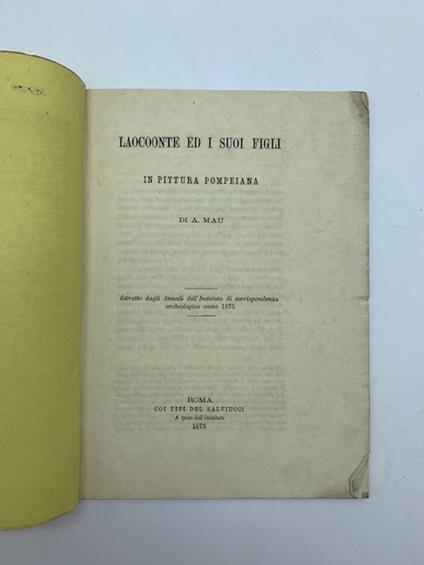 LAOCOONTE ED I SUOI FIGLI
IN PITTURA POMPEIANA
DI A. MAU
Estratto dagli Annali dell'Instituto di corrispondenza
archeologica anno 1875
ROMA
COI TIPI DEL SALVIUCCI
A spese dell'Instituto
1875